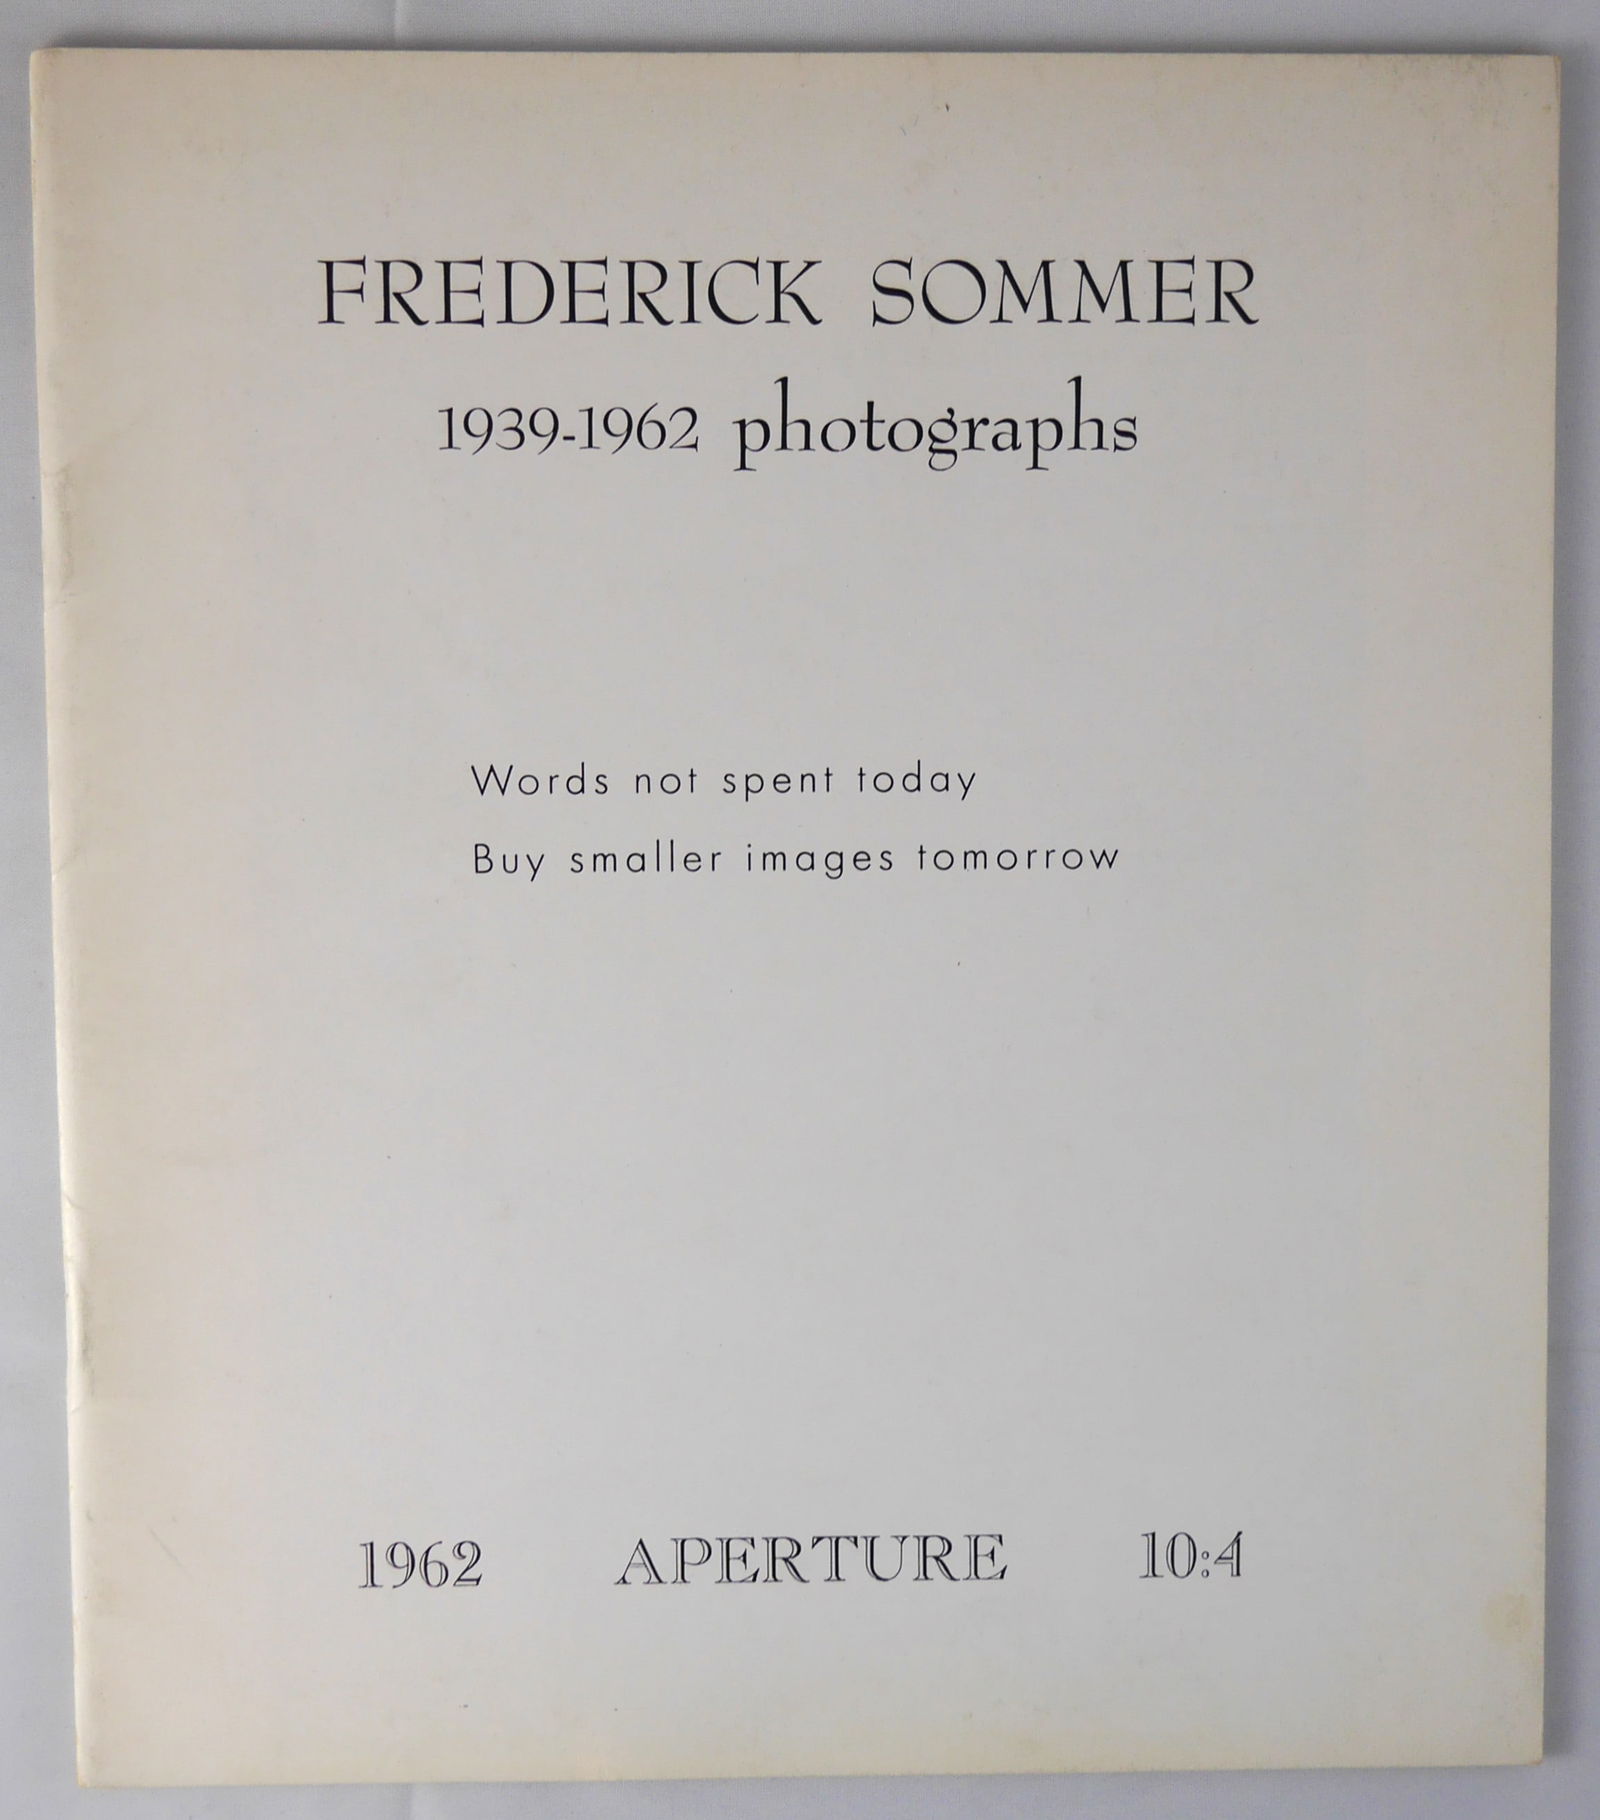 FREDERICK SOMMER
1939-1962 photographs
Words not spent today
Buy smaller images tomorrow
1962 APERTURE 10:4